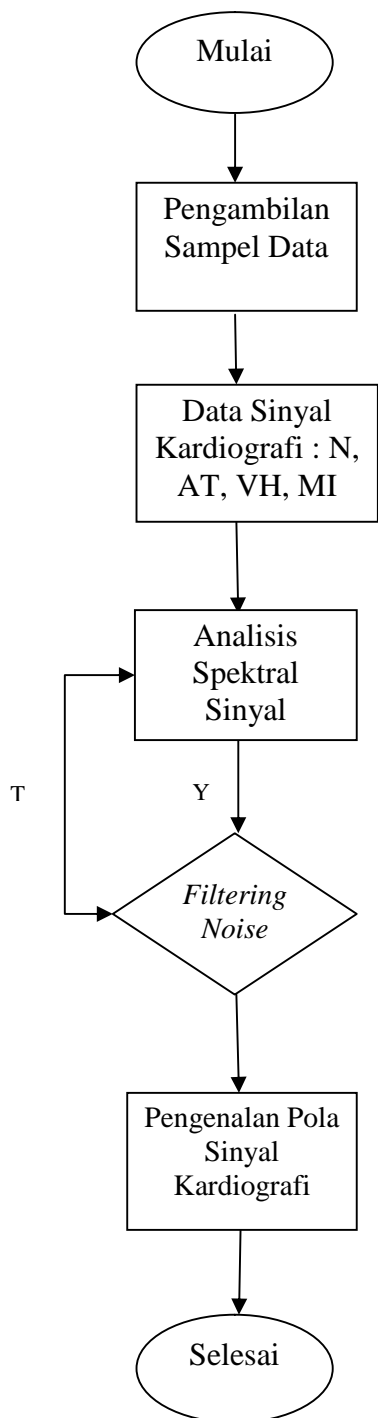 Mulai
Pengambilan
Sampel Data
Data Sinyal
Kardiografi : N,
AT, VH, MI
Analisis
Spektral
Sinyal
T
Y
Filtering
Noise
Pengenalan Pola
Sinyal
Kardiografi
Selesai